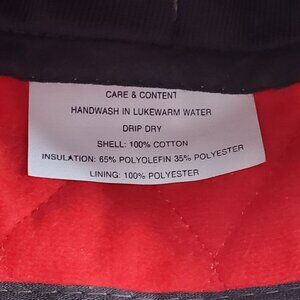 CARE & CONTENT
HANDWASH IN LUKEWARM WATER
DRIP DRY
SHELL: 100% COTTON
INSULATION: 65% POLYOLEFIN 35% POLYESTER
LINING: 100% POLYESTER